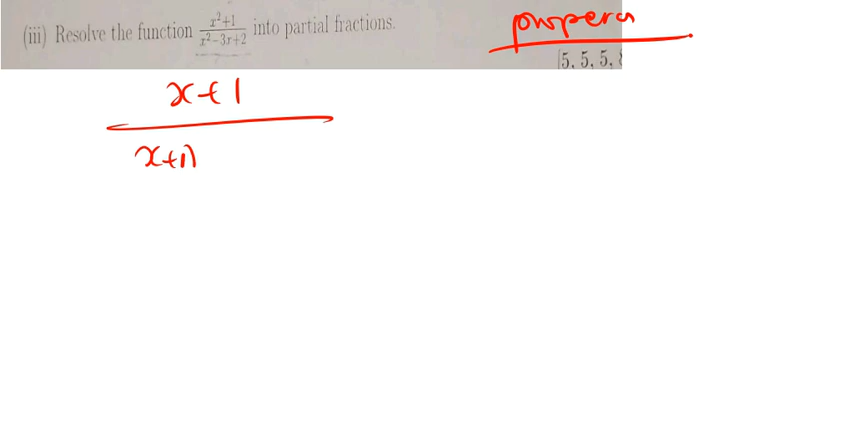 (iii) Resolve the function x²+1 / x²−3x+2 into partial fractions.
5, 5, 5,
x+1
x+1)